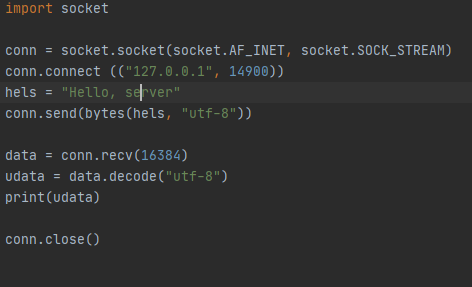 import socket
conn = socket.socket(socket.AF_INET, socket.SOCK_STREAM)
conn.connect (("127.0.0.1", 14900))
hels = "Hello, server"
conn.send(bytes(hels, "utf-8"))
data = conn.recv(16384)
udata = data.decode("utf-8")
print(udata)
conn.close()